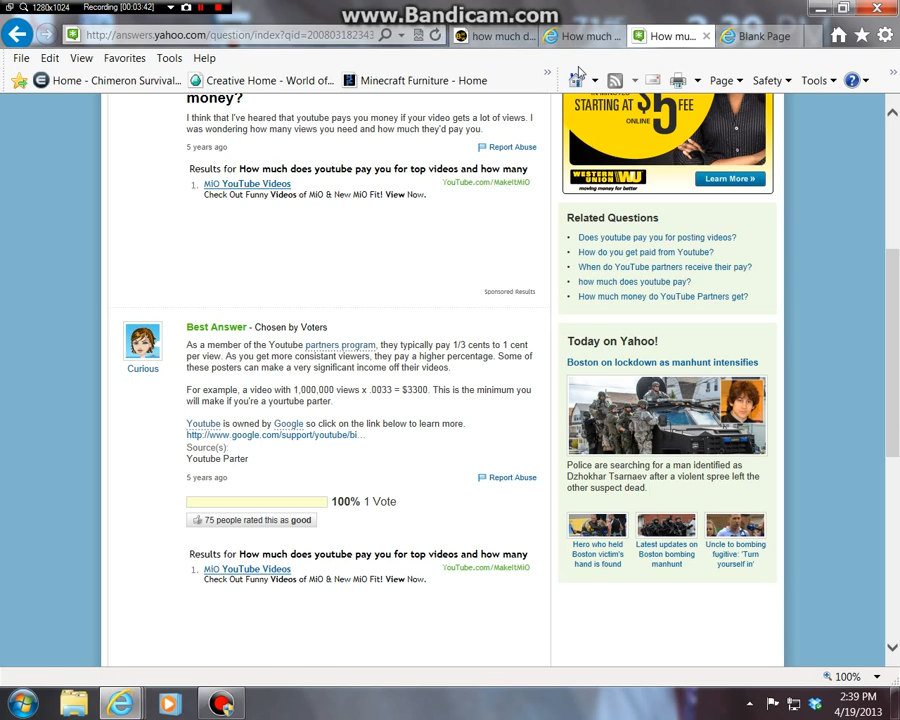 1280x1024 Recording [00:03:42]
www.Bandicam.com
http://answers.yahoo.com/question/index?qid=200803182343
how much d...
How much ...
How mu...
Blank Page
File Edit View Favorites Tools Help
Home - Chimeron Survival...
Creative Home - World of...
Minecraft Furniture - Home
Page Safety Tools
money?
I think that I've heard that youtube pays you money if your video gets a lot of views. I
was wondering how many views you need and how much they'd pay you.
5 years ago
Report Abuse
Results for How much does youtube pay you for top videos and how many
1. MiO YouTube Videos
YouTube.com/MakeItMiO
Check Out Funny Videos of MiO & New MiO Fit! View Now.
Sponsored Results
Best Answer - Chosen by Voters
Curious
As a member of the Youtube partners program, they typically pay 1/3 cents to 1 cent
per view. As you get more consistant viewers, they pay a higher percentage. Some of
these posters can make a very significant income off their videos.
For example, a video with 1,000,000 views x .0033 = $3300. This is the minimum you
will make if you're a yourtube parter.
Youtube is owned by Google so click on the link below to learn more.
http://www.google.com/support/youtube/bi...
Source(s):
Youtube Parter
5 years ago
Report Abuse
100% 1 Vote
75 people rated this as good
Results for How much does youtube pay you for top videos and how many
1. MiO YouTube Videos
YouTube.com/MakeItMiO
Check Out Funny Videos of MiO & New MiO Fit! View Now.
STARTING AT $5 FEE
ONLINE
WESTERN UNION WU
moving money for better
Learn More »
Related Questions
• Does youtube pay you for posting videos?
• How do you get paid from Youtube?
• When do YouTube partners receive their pay?
• how much does youtube pay?
• How much money do YouTube Partners get?
Today on Yahoo!
Boston on lockdown as manhunt intensifies
Police are searching for a man identified as
Dzhokhar Tsarnaev after a violent spree left the
other suspect dead.
Hero who held
Boston victim's
hand is found
Latest updates on
Boston bombing
manhunt
Uncle to bombing
fugitive: 'Turn
yourself in'
100%
2:39 PM
4/19/2013